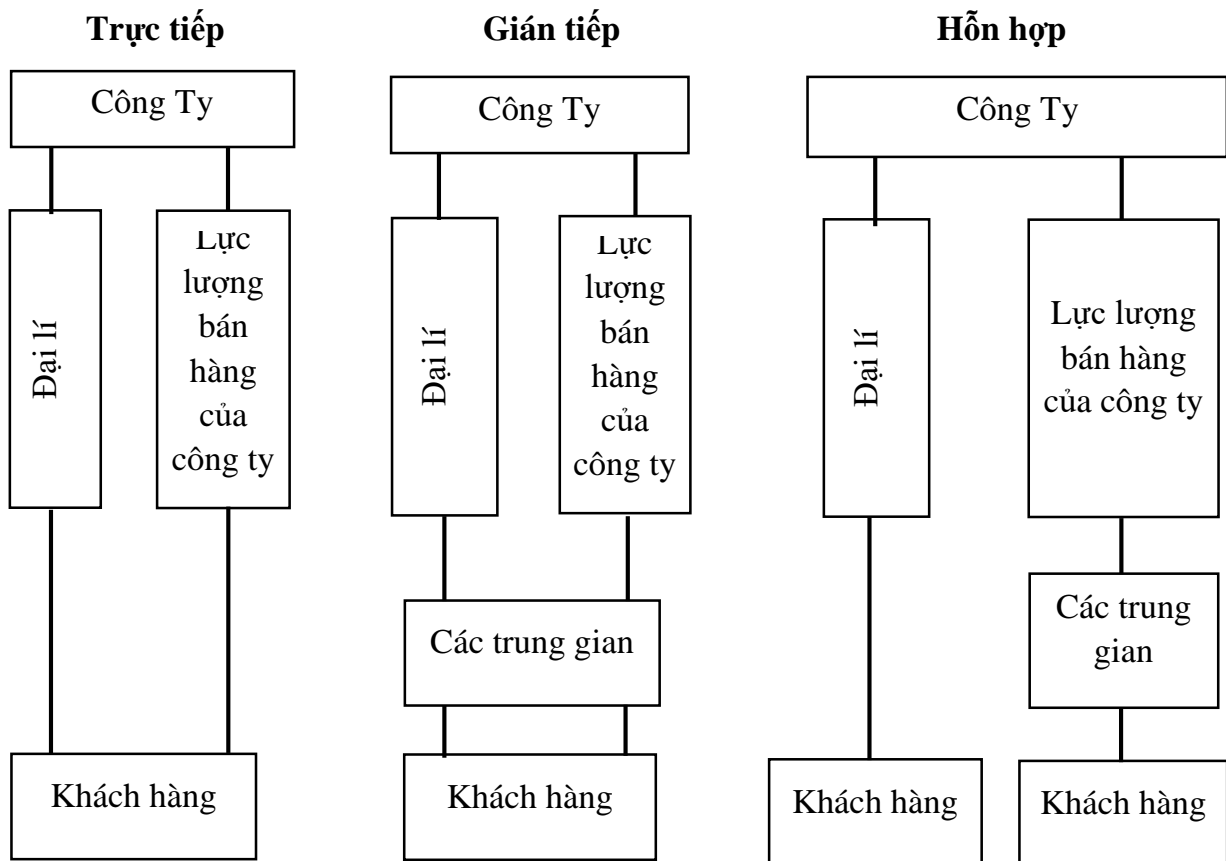 Trực tiếp
Gián tiếp
Hỗn hợp
Công Ty
Công Ty
Công Ty
Đại lí
Lực
lượng
bán
hàng
của
công ty
Đại lí
Lực
lượng
bán
hàng
của
công ty
Đại lí
Lực lượng
bán hàng
của công ty
Các trung gian
Các trung
gian
Khách hàng
Khách hàng
Khách hàng
Khách hàng